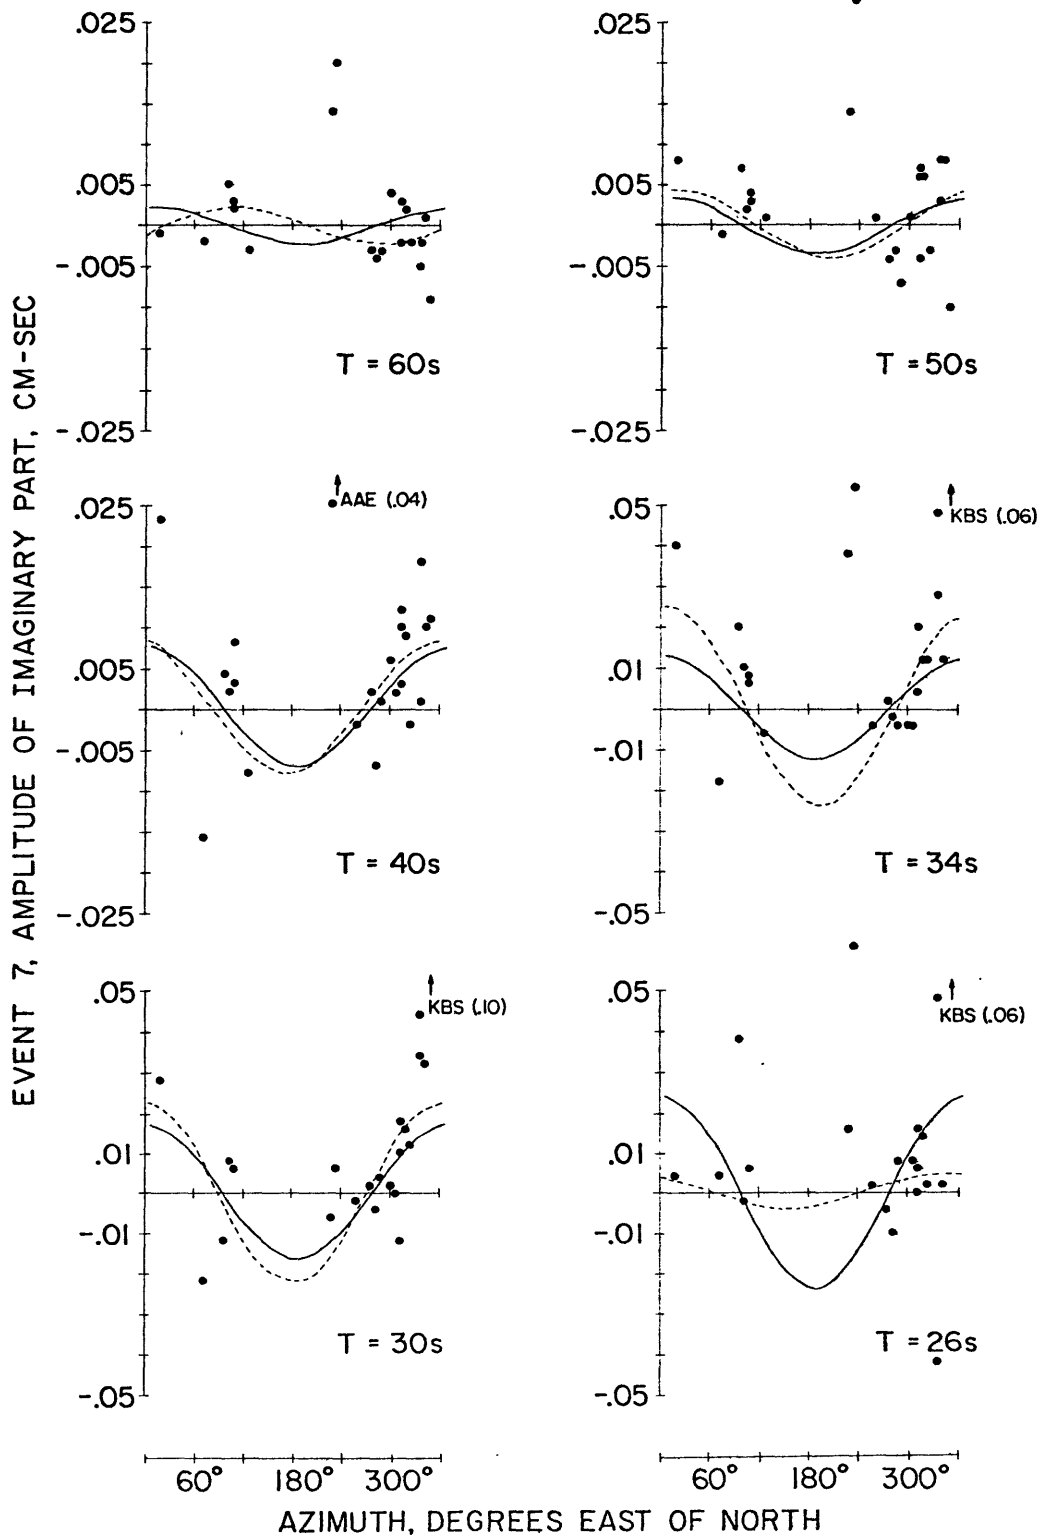 EVENT 7, AMPLITUDE OF IMAGINARY PART, CM-SEC
.025
.005
-.005
-.025
T = 60s
.005
-.005
-.025
.025
T = 50s
.025
.005
-.005
-.025
AAE (.04)
T = 40s
.05
.01
-.01
-.05
KBS (.06)
T = 34s
.05
.01
-.01
-.05
KBS (.10)
T = 30s
.05
.01
-.01
-.05
KBS (.06)
T = 26s
60° 180° 300°
60° 180° 300°
AZIMUTH, DEGREES EAST OF NORTH